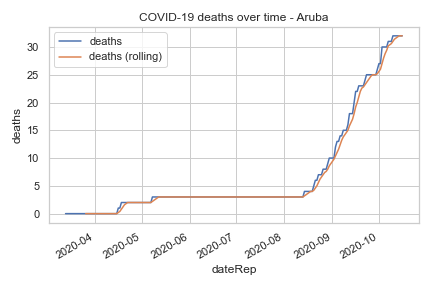 COVID-19 deaths over time - Aruba
deaths
deaths (rolling)
deaths
30
25
20
15
10
5
0
2020-04
2020-05
2020-06
2020-07
2020-08
2020-09
2020-10
dateRep